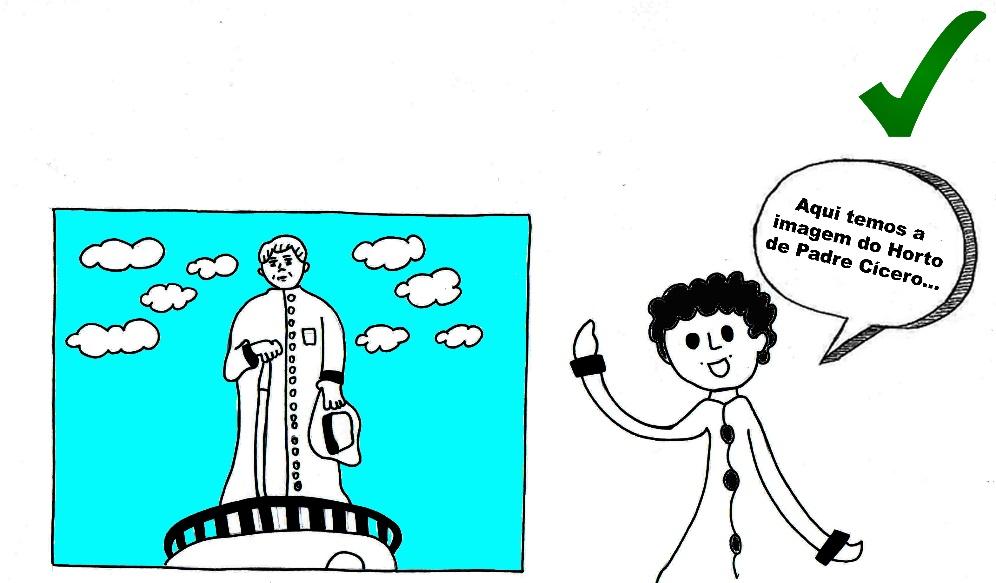 Aqui temos a
imagem do Horto
de Padre Cícero...